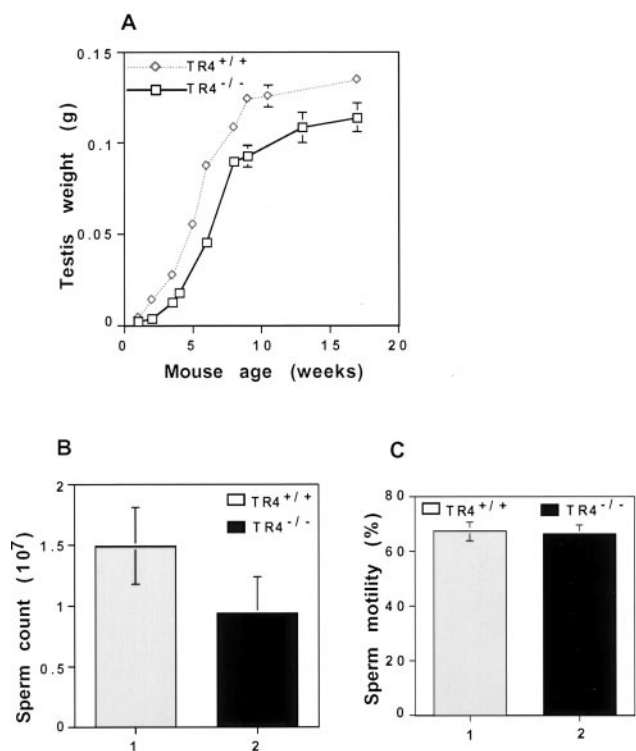 A
0.15
TR4+/+
TR4-/-
0.1
0.05
0
Testis weight (g)
0 5 10 15 20
Mouse age (weeks)
B
2
TR4+/+
TR4-/-
1.5
1
0.5
0
Sperm count (10^7)
1 2
C
80
TR4+/+ TR4-/-
60
40
20
0
Sperm motility (%)
1 2